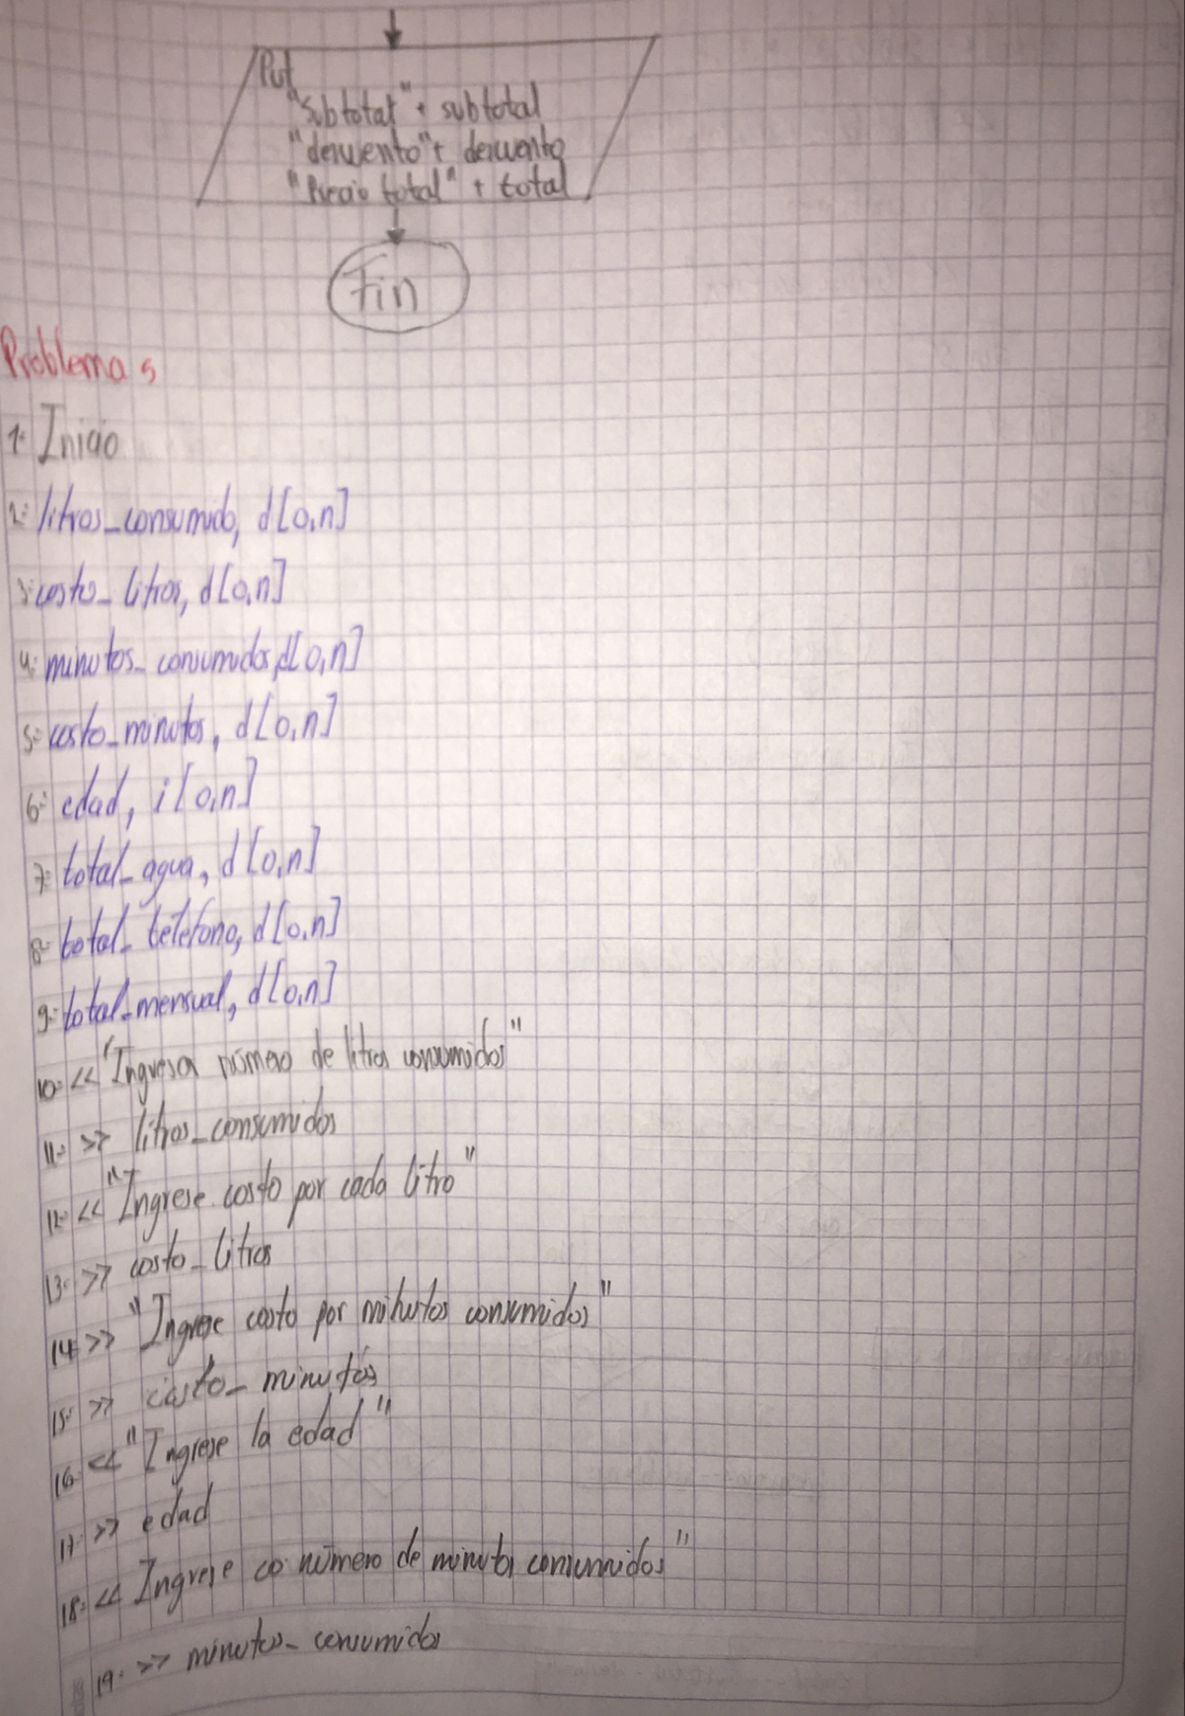 Put
"Subtotal" + subtotal
"descuento" + descuento
"Precio total" + total
Fin
Problema 5
1: Inicio
2: litros_consumido, d[0,n]
3: costo_litros, d[0,n]
4: minutos_consumidos, d[0,n]
5: costo_minutos, d[0,n]
6: edad, i[0,n]
7: total_agua, d[0,n]
8: total_telefono, d[0,n]
9: total_mensual, d[0,n]
10: << "Ingresa número de litros consumidos"
11: >> litros_consumidos
12: << "Ingrese costo por cada litro"
13: >> costo_litros
14: >> "Ingrese costo por minutos consumidos"
15: >> costo_minutos
16: << "Ingrese la edad"
17: >> edad
18: << Ingrese co número de minutos consumidos"
19: >> minutos_consumidos